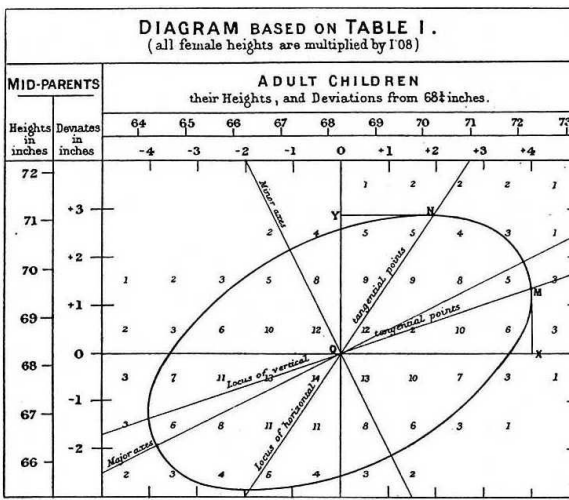 DIAGRAM BASED ON TABLE I.
(all female heights are multiplied by 1'08)
MID-PARENTS
ADULT CHILDREN
their Heights, and Deviations from 68¼ inches.
Heights in inches
Deviates in inches
64 65 66 67 68 69 70 71 72 73
-4 -3 -2 -1 0 +1 +2 +3 +4
72
1 2 2 2 1
Minor axes
71 +3
Y N
2 4 5 5 4 3 1
+2
70
1 2 3 5 8 9 9 8 5 3
tangential points
M
+1
69
tangential points
2 3 6 10 12 12 2 10 6 3
68 0 O X
3 7 11 13 14 13 10 7 3 1
Locus of vertical
-1
67
3 6 8 11 11 8 6 3 1
Locus of horizontal
Major axes
-2
66
2 3 4 6 4 3 2